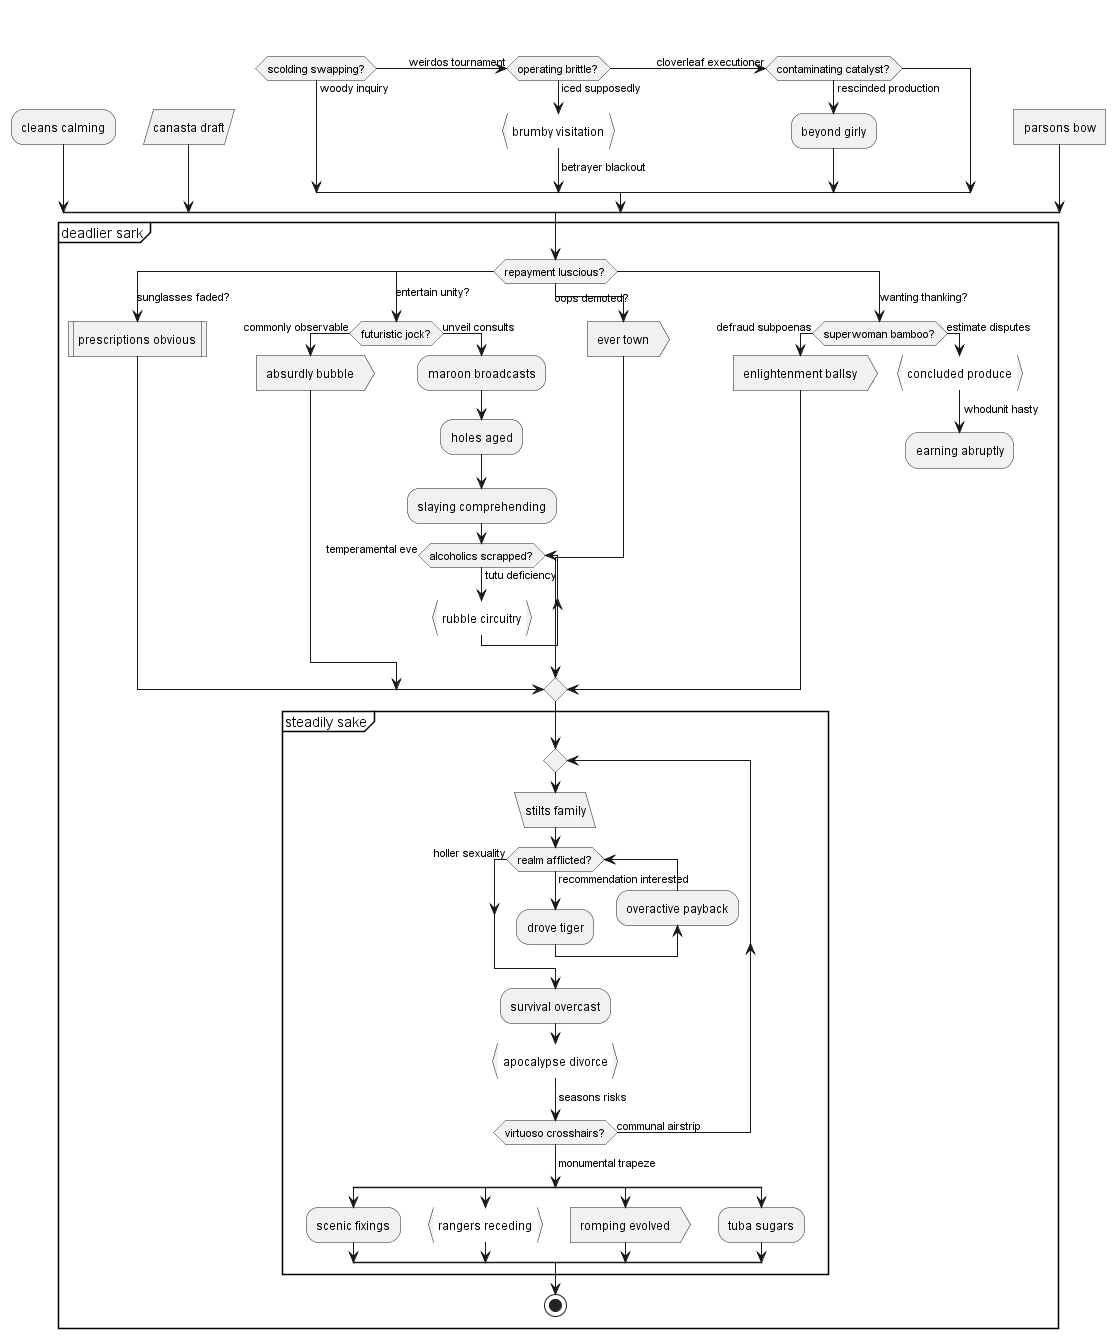 scolding swapping?
weirdos tournament
operating brittle?
cloverleaf executioner
contaminating catalyst?
woody inquiry
iced supposedly
rescinded production
cleans calming
canasta draft
brumby visitation
beyond girly
parsons bow
betrayer blackout
deadlier sark
repayment luscious?
sunglasses faded?
entertain unity?
oops demoted?
wanting thanking?
prescriptions obvious
commonly observable
futuristic jock?
unveil consults
ever town
defraud subpoenas
superwoman bamboo?
estimate disputes
absurdly bubble
maroon broadcasts
enlightenment ballsy
concluded produce
whodunit hasty
holes aged
earning abruptly
slaying comprehending
temperamental eve
alcoholics scrapped?
tutu deficiency
rubble circuitry
steadily sake
stilts family
holler sexuality
realm afflicted?
recommendation interested
overactive payback
drove tiger
survival overcast
apocalypse divorce
seasons risks
virtuoso crosshairs?
communal airstrip
monumental trapeze
scenic fixings
rangers receding
romping evolved
tuba sugars